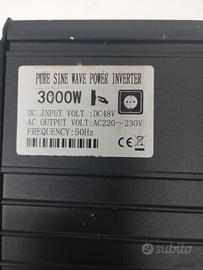 PURE SINE WAVE POWER INVERTER
3000W
DC.INPUT VOLT :DC48V
AC OUTPUT VOLT:AC220~230V
FREQUENCY:50Hz
CE
subito